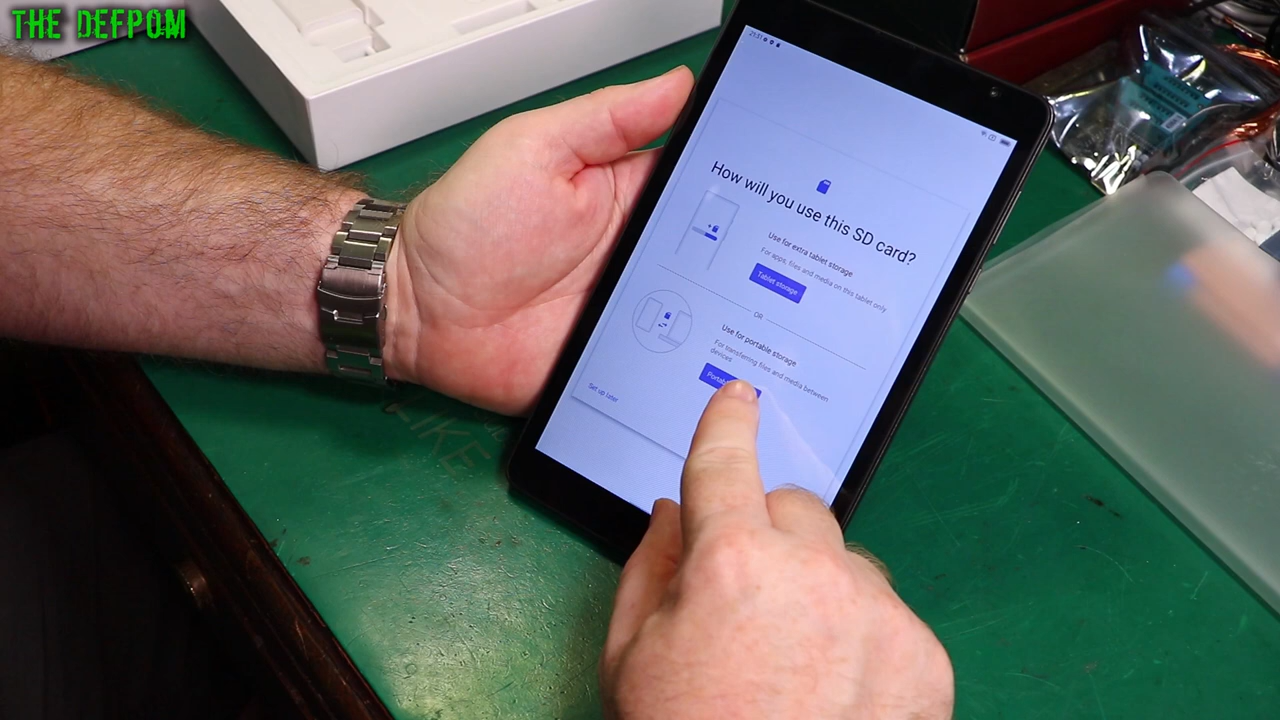 THE DEFPOM
How will you use this SD card?
Use for extra tablet storage
For apps, files and media on this tablet only
Tablet storage
OR
Use for portable storage
For transferring files and media between
devices
Set up later
LIKE